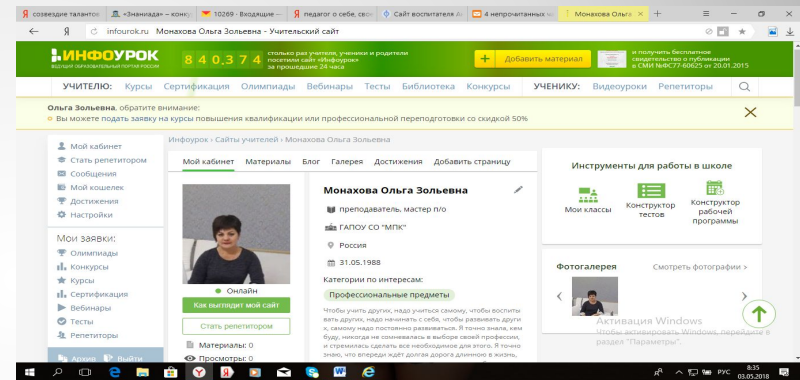 созвездие талантов
«Знаниада» – конку
10269 - Входящие —
педагог о себе, свое
Сайт воспитателя
4 непрочитанных
Монахова Ольга
infourok.ru Монахова Ольга Зольевна - Учительский сайт
ИНФОУРОК
ВЕДУЩИЙ ОБРАЗОВАТЕЛЬНЫЙ ПОРТАЛ РОССИИ
8 4 0, 3 7 4
столько раз учителя, ученики и родители
посетили сайт «Инфоурок»
за прошедшие 24 часа
+ Добавить материал
и получить бесплатное
свидетельство о публикации
в СМИ №ФС77-60625 от 20.01.2015
УЧИТЕЛЮ: Курсы Сертификация Олимпиады Вебинары Тесты Библиотека Конкурсы УЧЕНИКУ: Видеоуроки Репетиторы
Ольга Зольевна, обратите внимание:
Вы можете подать заявку на курсы повышения квалификации или профессиональной переподготовки со скидкой 50%
Мой кабинет
Стать репетитором
Сообщения
Мой кошелек
Достижения
Настройки
Мои заявки:
Олимпиады
Конкурсы
Курсы
Сертификация
Вебинары
Тесты
Репетиторы
Архив Выйти
Инфоурок › Сайты учителей › Монахова Ольга Зольевна
Мой кабинет Материалы Блог Галерея Достижения Добавить страницу
Онлайн
Как выглядит мой сайт
Стать репетитором
Материалы: 0
Просмотры: 0
Монахова Ольга Зольевна
преподаватель, мастер п/о
ГАПОУ СО "МПК"
Россия
31.05.1988
Категории по интересам:
Профессиональные предметы
Чтобы учить других, надо учиться самому, чтобы воспиты
вать других, надо начинать с себя, чтобы развивать други
х, самому надо постоянно развиваться. Я точно знала, кем
буду, никогда не сомневалась в выборе своей профессии,
и стремилась сделать все необходимое для этого. Я точно
знаю, что впереди ждёт долгая дорога длинною в жизнь,
Инструменты для работы в школе
Мои классы
Конструктор
тестов
Конструктор
рабочей
программы
Фотогалерея Смотреть фотографии >
Активация Windows
Чтобы активировать Windows, перейдите в
раздел "Параметры".
РУС
8:35
03.05.2018